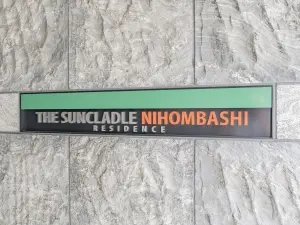 THE SUNCLADLE NIHOMBASHI
RESIDENCE